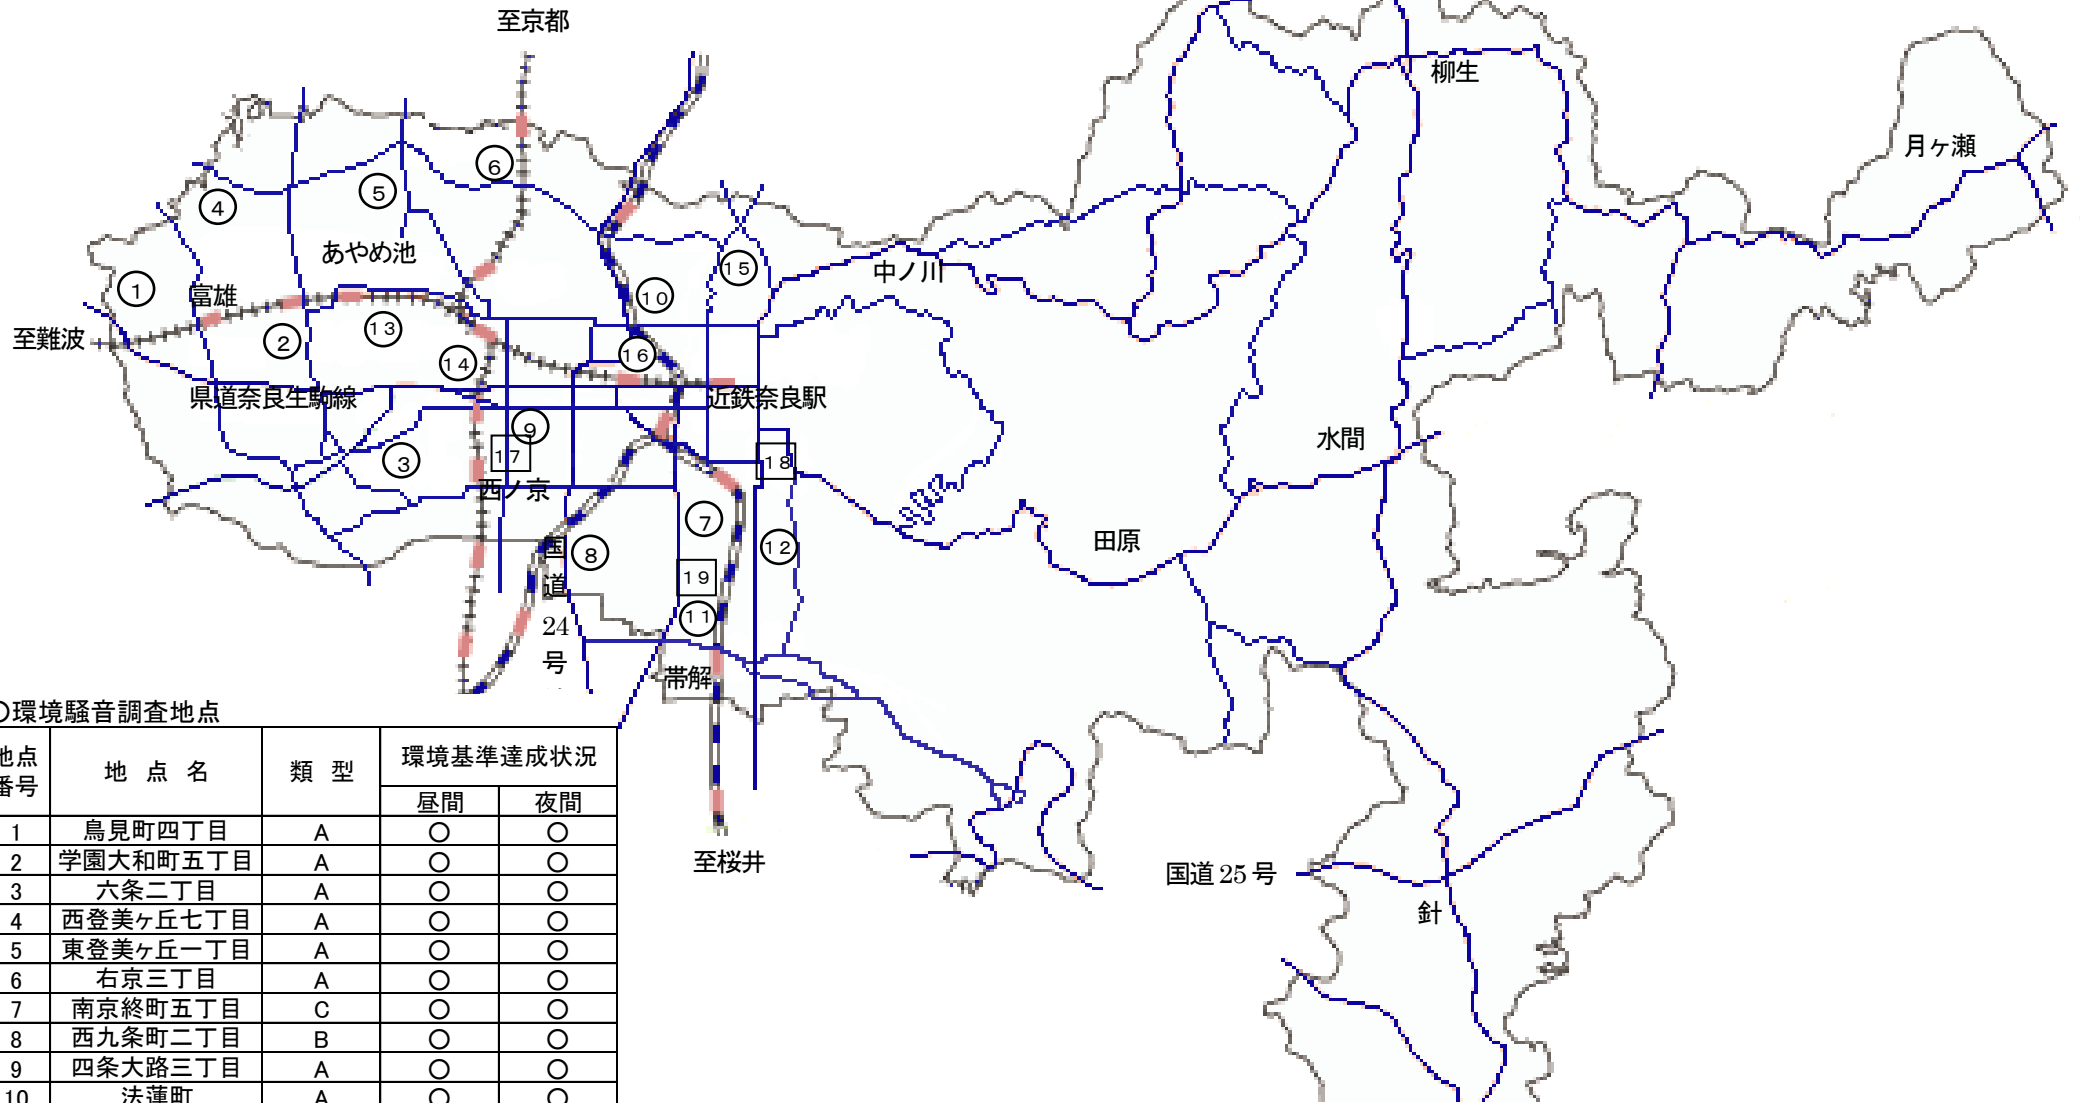 至京都
柳生
月ヶ瀬
⑥
⑤
④
あやめ池
⑮
中ノ川
①
富雄
⑩
⑬
至難波
②
⑯
⑭
県道奈良生駒線
近鉄奈良駅
⑨
水間
17
③
18
西ノ京
⑦
田原
⑫
国道24号
⑧
19
⑪
帯解
○環境騒音調査地点
地点番号 地点名 類型 環境基準達成状況
昼間 夜間
1 鳥見町四丁目 A ○ ○
2 学園大和町五丁目 A ○ ○
3 六条二丁目 A ○ ○
4 西登美ヶ丘七丁目 A ○ ○
5 東登美ヶ丘一丁目 A ○ ○
6 右京三丁目 A ○ ○
7 南京終町五丁目 C ○ ○
8 西九条町二丁目 B ○ ○
9 四条大路三丁目 A ○ ○
10 法蓮町 A ○ ○
至桜井
国道25号
針